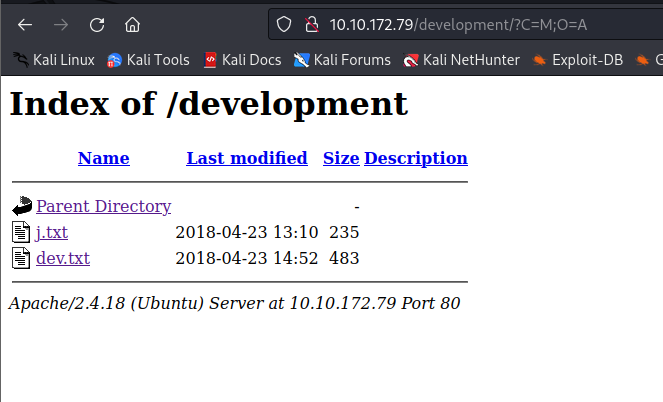 10.10.172.79/development/?C=M;O=A
Kali Linux Kali Tools Kali Docs Kali Forums Kali NetHunter Exploit-DB
Index of /development
Name Last modified Size Description
Parent Directory -
j.txt 2018-04-23 13:10 235
dev.txt 2018-04-23 14:52 483
Apache/2.4.18 (Ubuntu) Server at 10.10.172.79 Port 80